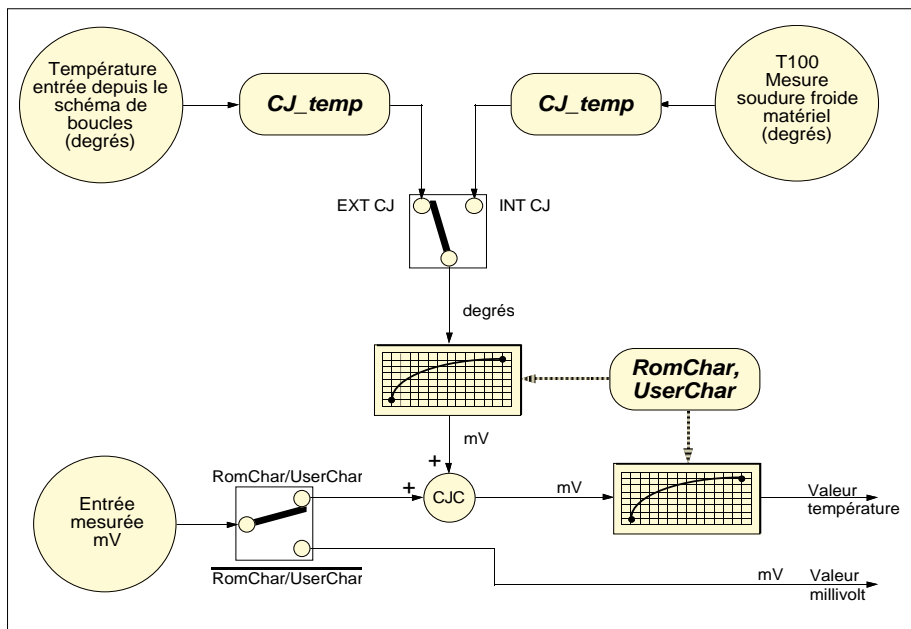 Température
entrée depuis le
schéma de
boucles
(degrés)
CJ_temp
CJ_temp
T100
Mesure
soudure froide
matériel
(degrés)
EXT CJ
INT CJ
degrés
RomChar,
UserChar
mV
+
RomChar/UserChar
+
CJC
mV
Valeur
température
Entrée
mesurée
mV
RomChar/UserChar
mV
Valeur
millivolt